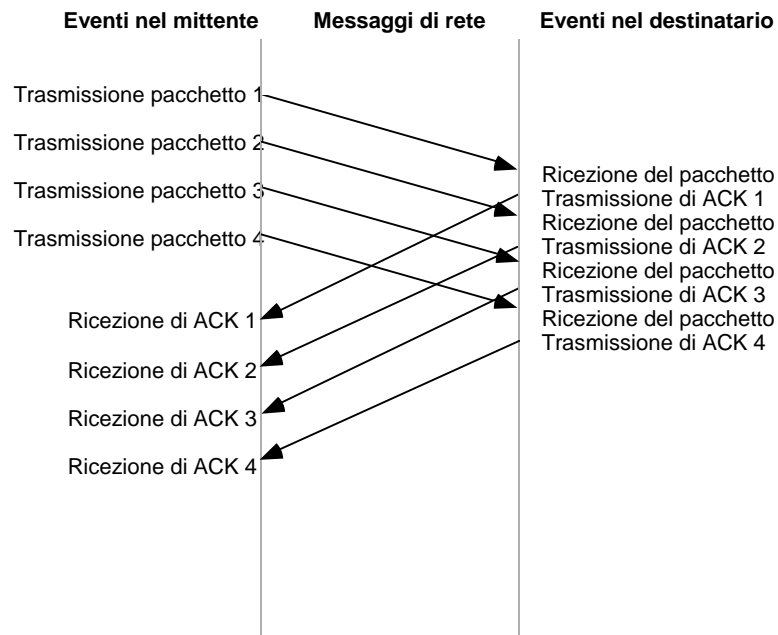 Eventi nel mittente Messaggi di rete Eventi nel destinatario
Trasmissione pacchetto 1
Trasmissione pacchetto 2
Trasmissione pacchetto 3
Trasmissione pacchetto 4
Ricezione di ACK 1
Ricezione di ACK 2
Ricezione di ACK 3
Ricezione di ACK 4
Ricezione del pacchetto
Trasmissione di ACK 1
Ricezione del pacchetto
Trasmissione di ACK 2
Ricezione del pacchetto
Trasmissione di ACK 3
Ricezione del pacchetto
Trasmissione di ACK 4